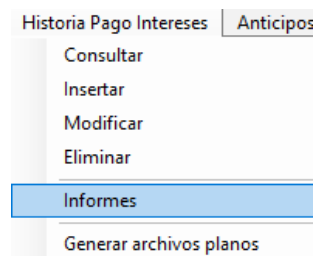 Historia Pago Intereses Anticipos
Consultar
Insertar
Modificar
Eliminar
Informes
Generar archivos planos